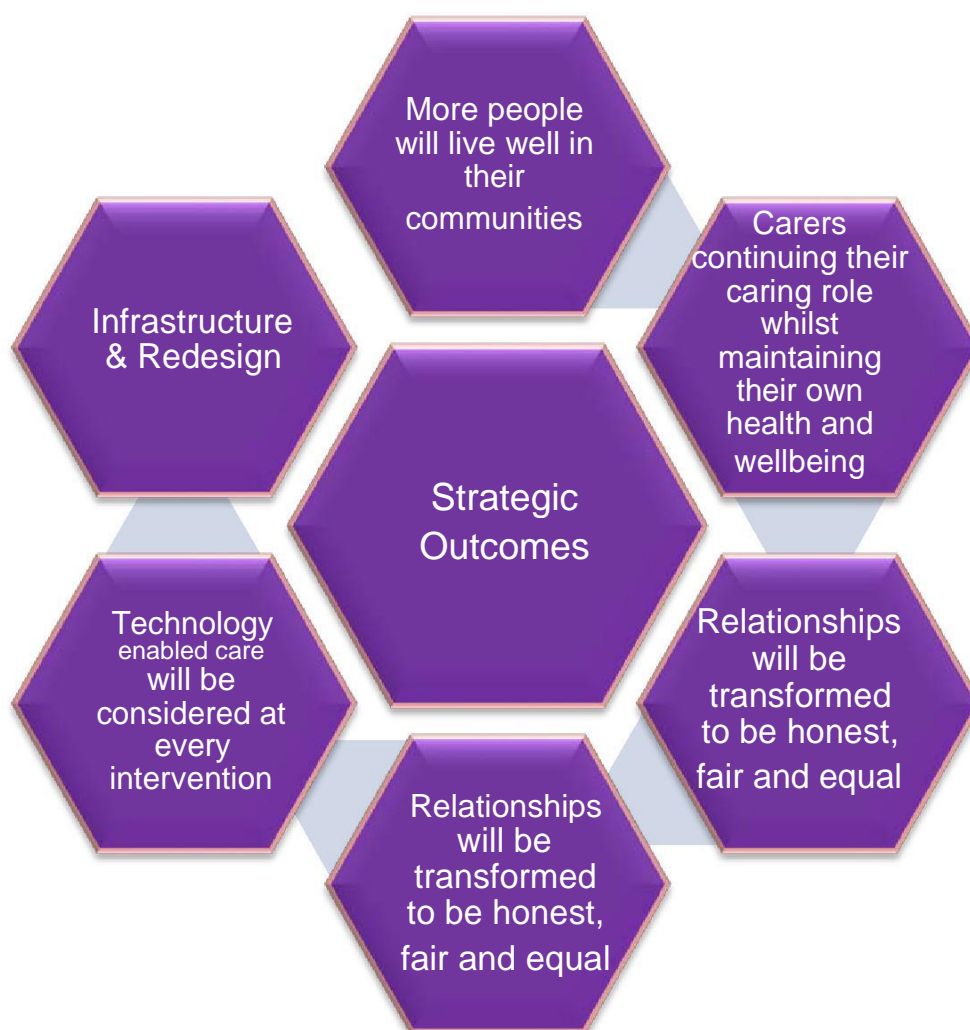 More people
will live well in
their
communities
Carers
continuing their
caring role
whilst
maintaining
their own
health and
wellbeing
Infrastructure
& Redesign
Strategic
Outcomes
Technology
enabled care
will be
considered at
every
intervention
Relationships
will be
transformed
to be honest,
fair and equal
Relationships
will be
transformed
to be honest,
fair and equal